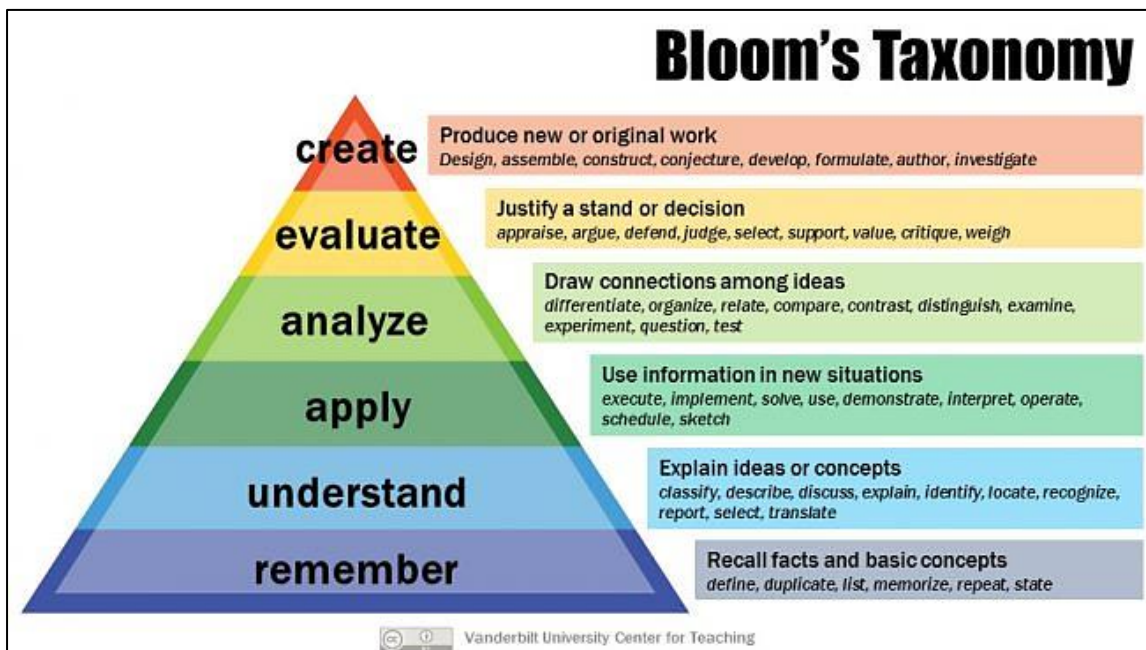 Bloom's Taxonomy
create
Produce new or original work
Design, assemble, construct, conjecture, develop, formulate, author, investigate
evaluate
Justify a stand or decision
appraise, argue, defend, judge, select, support, value, critique, weigh
analyze
Draw connections among ideas
differentiate, organize, relate, compare, contrast, distinguish, examine,
experiment, question, test
apply
Use information in new situations
execute, implement, solve, use, demonstrate, interpret, operate,
schedule, sketch
understand
Explain ideas or concepts
classify, describe, discuss, explain, identify, locate, recognize,
report, select, translate
remember
Recall facts and basic concepts
define, duplicate, list, memorize, repeat, state
cc
Vanderbilt University Center for Teaching